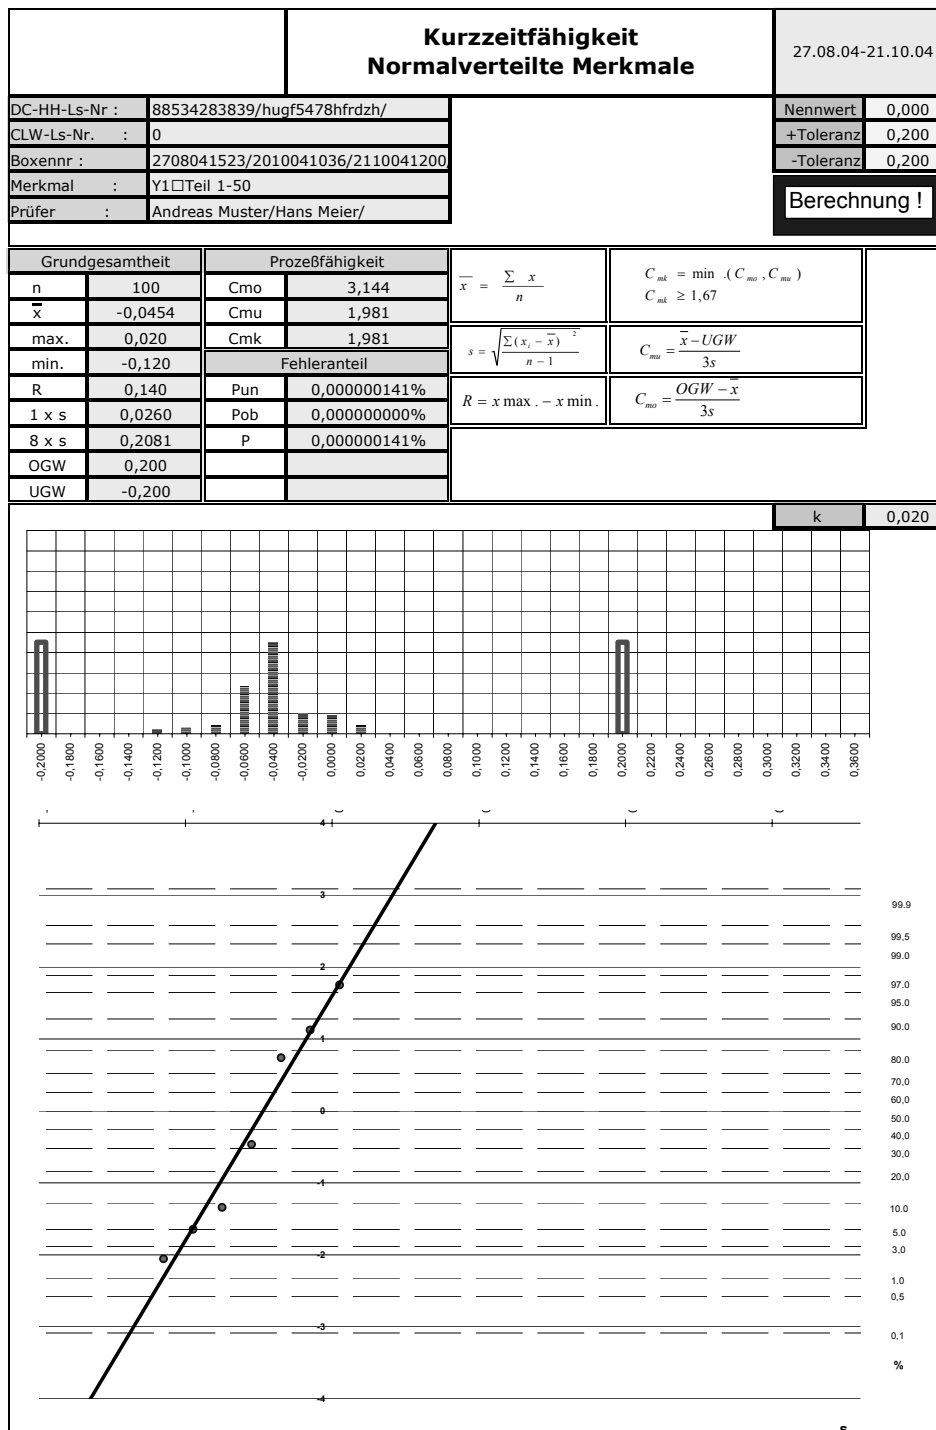 Kurzzeitfähigkeit
Normalverteilte Merkmale
27.08.04-21.10.04
DC-HH-Ls-Nr : 88534283839/hugf5478hfrdzh/
Nennwert 0,000
CLW-Ls-Nr. : 0
+Toleranz 0,200
Boxennr : 2708041523/2010041036/2110041200
-Toleranz 0,200
Merkmal : Y1□Teil 1-50
Berechnung !
Prüfer : Andreas Muster/Hans Meier/
Grundgesamtheit Prozeßfähigkeit
n 100 Cmo 3,144
x̄ -0,0454 Cmu 1,981
max. 0,020 Cmk 1,981
min. -0,120 Fehleranteil
R 0,140 Pun 0,000000141%
1 x s 0,0260 Pob 0,000000000%
8 x s 0,2081 P 0,000000141%
OGW 0,200
UGW -0,200
x̄ = ∑ x / n
C mk = min .( C mo , C mu )
C mk ≥ 1,67
s = √(∑( x i − x̄ ) 2 / n − 1)
C mu = x̄ − UGW / 3s
R = x max . − x min .
C mo = OGW − x̄ / 3s
k 0,020
-0,2000 -0,1800 -0,1600 -0,1400 -0,1200 -0,1000 -0,0800 -0,0600 -0,0400 -0,0200 0,0000 0,0200 0,0400 0,0600 0,0800 0,1000 0,1200 0,1400 0,1600 0,1800 0,2000 0,2200 0,2400 0,2600 0,2800 0,3000 0,3200 0,3400 0,3600
4
3
99.9
99,5
99.0
2
97.0
95.0
90.0
1
80.0
70,0
60,0
0
50.0
40,0
30,0
20,0
-1
10.0
5.0
3,0
-2
1.0
0,5
-3
0,1
%
-4
s